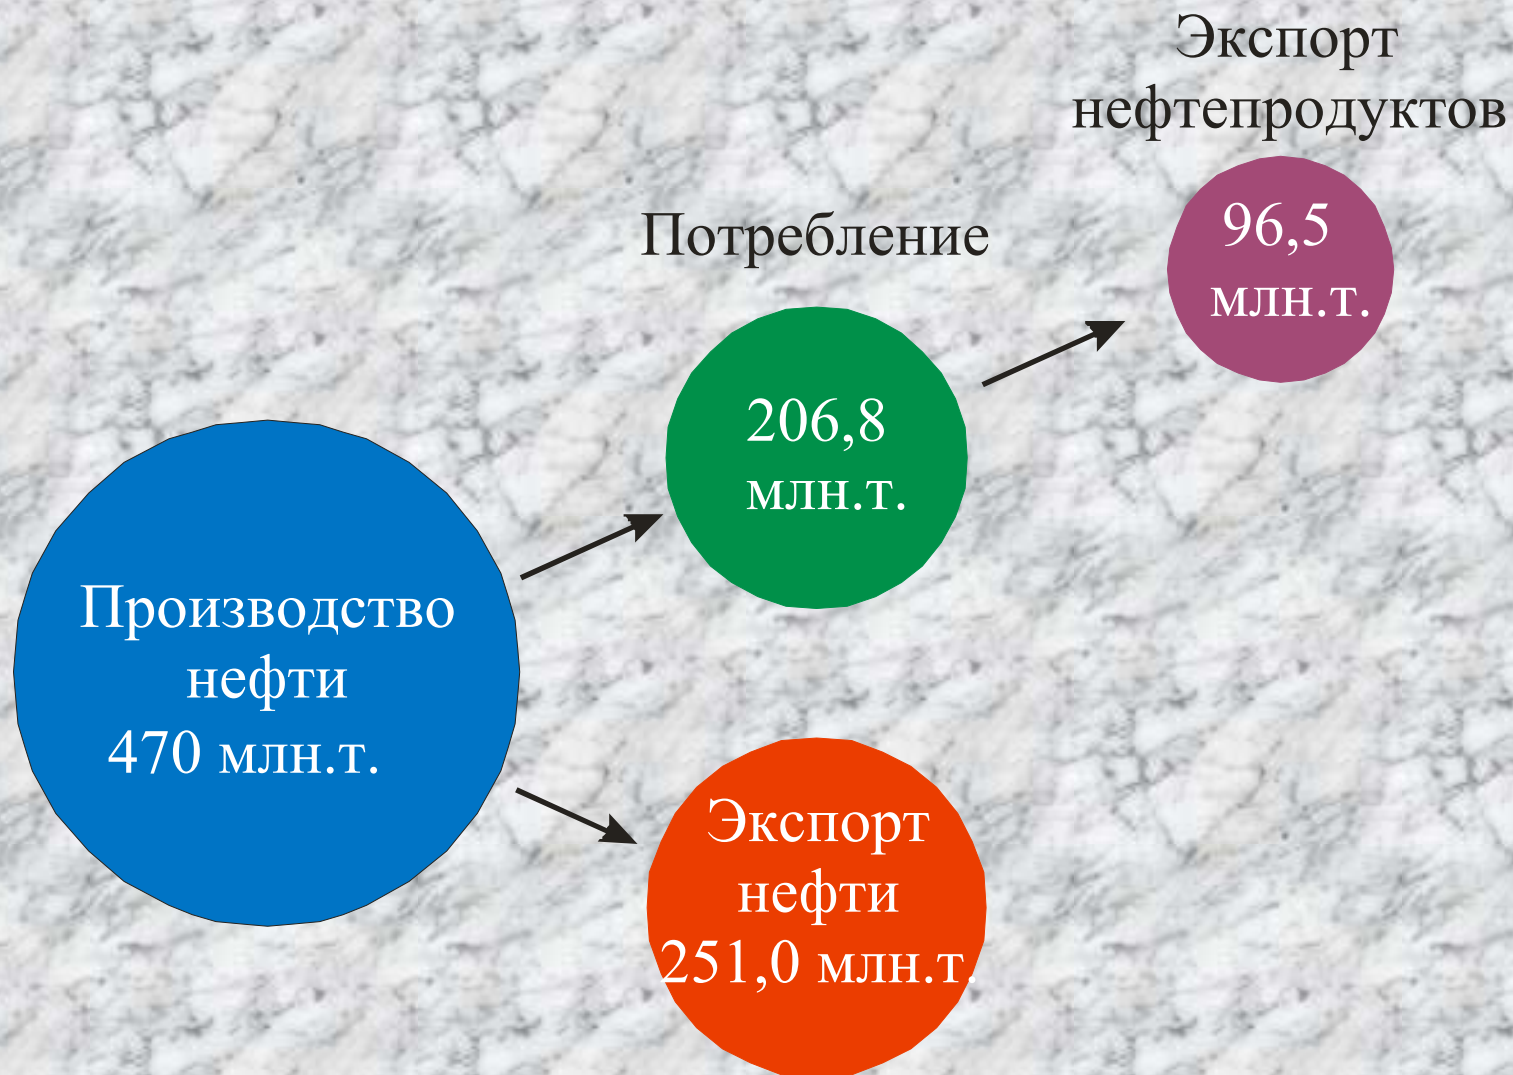 Экспорт
нефтепродуктов
96,5
млн.т.
Потребление
206,8
млн.т.
Производство
нефти
470 млн.т.
Экспорт
нефти
251,0 млн.т.